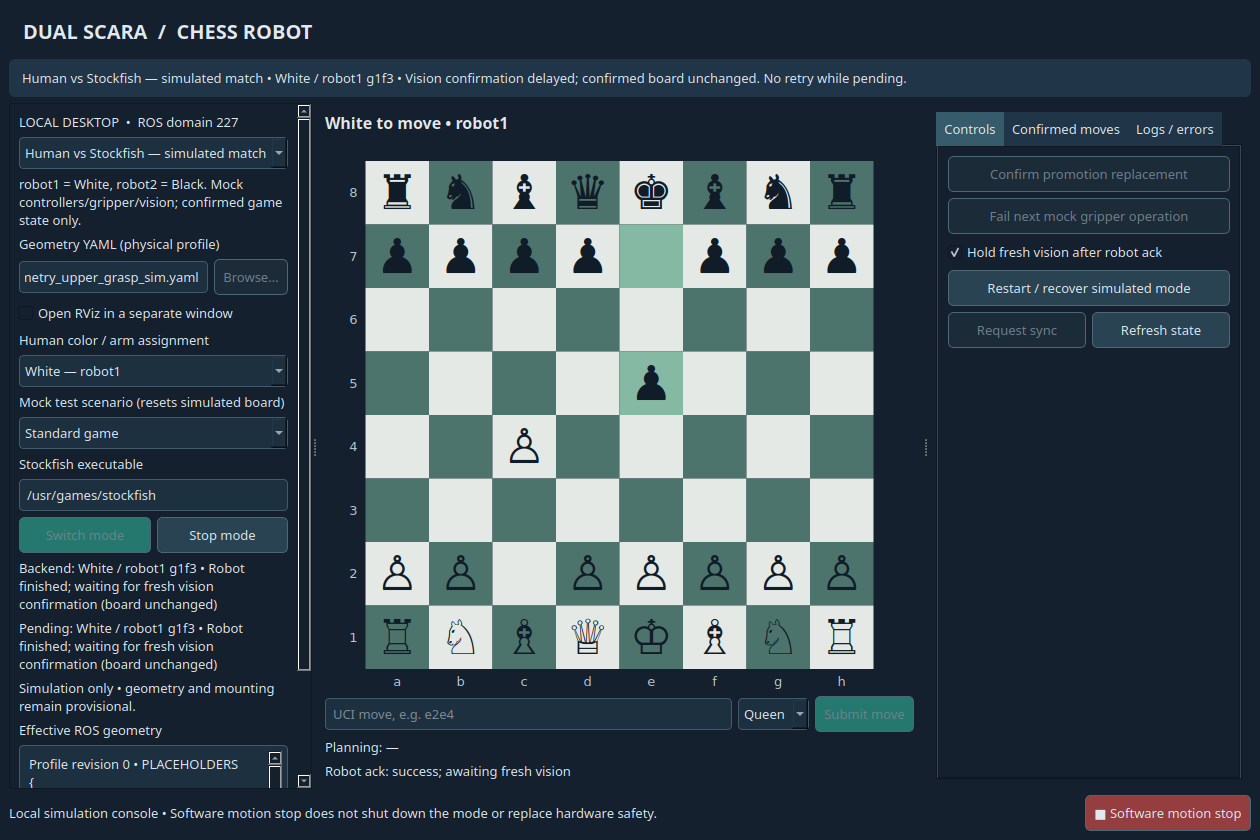 DUAL SCARA / CHESS ROBOT
Human vs Stockfish — simulated match • White / robot1 g1f3 • Vision confirmation delayed; confirmed board unchanged. No retry while pending.
LOCAL DESKTOP • ROS domain 227
Human vs Stockfish — simulated match
robot1 = White, robot2 = Black. Mock
controllers/gripper/vision; confirmed game
state only.
Geometry YAML (physical profile)
netry_upper_grasp_sim.yaml
Browse...
Open RViz in a separate window
Human color / arm assignment
White — robot1
Mock test scenario (resets simulated board)
Standard game
Stockfish executable
/usr/games/stockfish
Switch mode
Stop mode
Backend: White / robot1 g1f3 • Robot
finished; waiting for fresh vision
confirmation (board unchanged)
Pending: White / robot1 g1f3 • Robot
finished; waiting for fresh vision
confirmation (board unchanged)
Simulation only • geometry and mounting
remain provisional.
Effective ROS geometry
Profile revision 0 • PLACEHOLDERS
{
White to move • robot1
8
7
6
5
4
3
2
1
a b c d e f g h
UCI move, e.g. e2e4
Queen
Submit move
Planning: —
Robot ack: success; awaiting fresh vision
Controls
Confirmed moves
Logs / errors
Confirm promotion replacement
Fail next mock gripper operation
Hold fresh vision after robot ack
Restart / recover simulated mode
Request sync
Refresh state
Local simulation console • Software motion stop does not shut down the mode or replace hardware safety.
Software motion stop